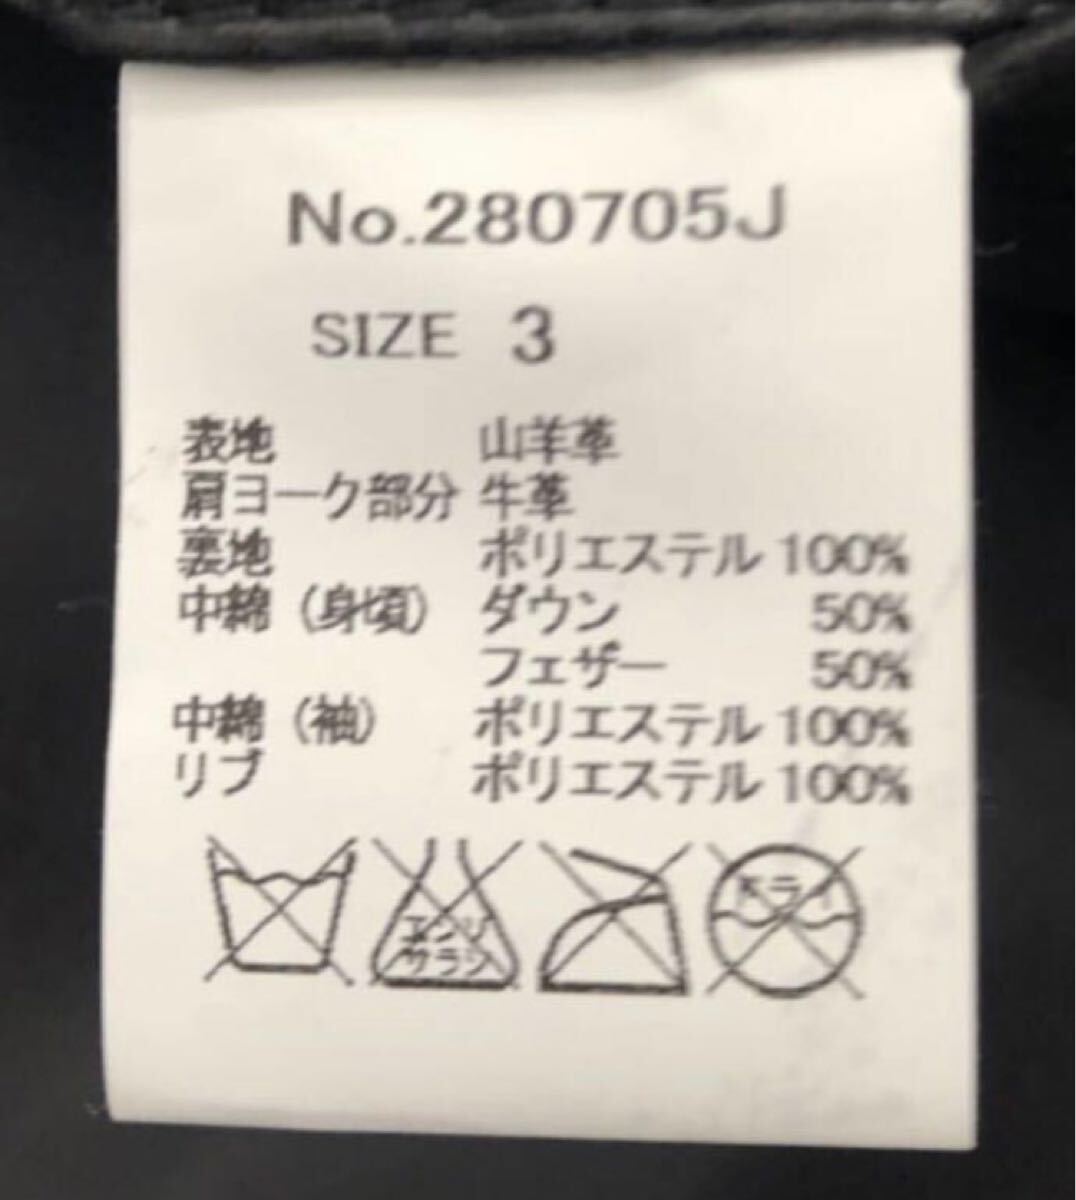 No.280705J
SIZE 3
表地 山羊革
肩ヨーク部分 牛革
裏地 ポリエステル 100%
中綿(身頃) ダウン 50%
フェザー 50%
中綿(袖) ポリエステル 100%
リブ ポリエステル 100%
エンソ
サラシ
ドライ